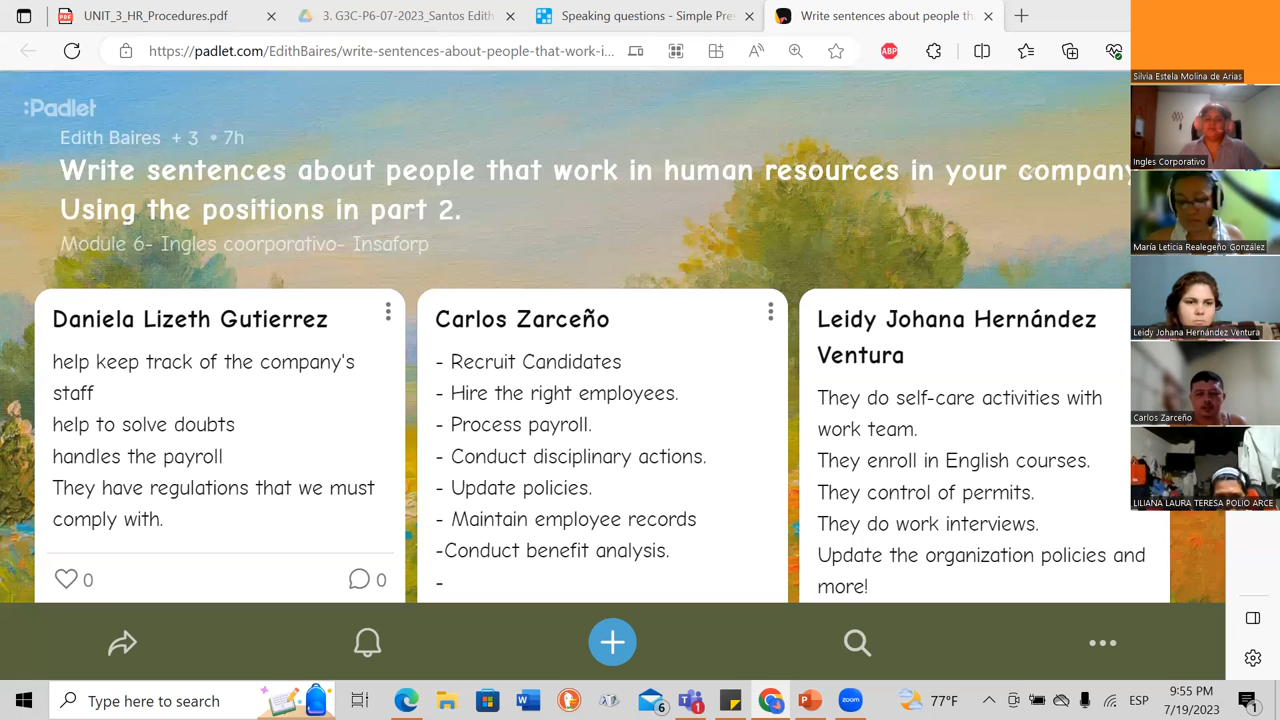 UNIT_3_HR_Procedures.pdf
3. G3C-P6-07-2023_Santos Edith
Speaking questions - Simple Pres
Write sentences about people th
https://padlet.com/EdithBaires/write-sentences-about-people-that-work-i...
ABP
:Padlet
Edith Baires + 3 • 7h
Write sentences about people that work in human resources in your company
Using the positions in part 2.
Module 6- Ingles coorporativo- Insaforp
Daniela Lizeth Gutierrez
help keep track of the company's
staff
help to solve doubts
handles the payroll
They have regulations that we must
comply with.
0
0
Carlos Zarceño
- Recruit Candidates
- Hire the right employees.
- Process payroll.
- Conduct disciplinary actions.
- Update policies.
- Maintain employee records
-Conduct benefit analysis.
-
Leidy Johana Hernández
Ventura
They do self-care activities with
work team.
They enroll in English courses.
They control of permits.
They do work interviews.
Update the organization policies and
more!
Silvia Estela Molina de Arias
Ingles Corporativo
María Leticia Realegeño González
Leidy Johana Hernández Ventura
Carlos Zarceño
LILIANA LAURA TERESA POLIO ARCE
Type here to search
6
1
zoom
77°F
ESP
9:55 PM
7/19/2023
1